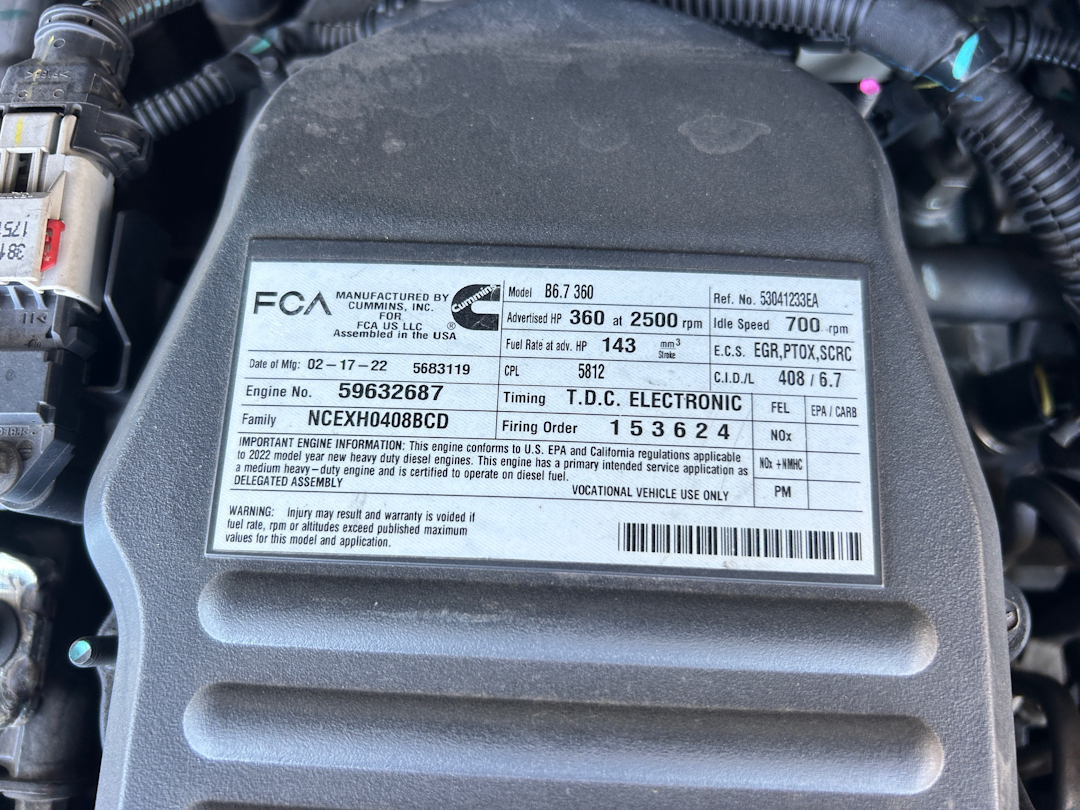 FCA
MANUFACTURED BY
CUMMINS, INC.
FOR
FCA US LLC
Assembled in the USA
Cummins ®
Model B6.7 360
Ref. No. 53041233EA
Advertised HP 360 at 2500 rpm
Idle Speed 700 rpm
Fuel Rate at adv. HP 143 mm³ Stroke
E.C.S. EGR,PTOX,SCRC
Date of Mfg: 02-17-22 5683119
CPL 5812
C.I.D./L 408 / 6.7
Engine No. 59632687
Timing T.D.C. ELECTRONIC
FEL EPA / CARB
Family NCEXH0408BCD
Firing Order 1 5 3 6 2 4
NOx
NOx +NMHC
PM
IMPORTANT ENGINE INFORMATION: This engine conforms to U.S. EPA and California regulations applicable
to 2022 model year new heavy duty diesel engines. This engine has a primary intended service application as
a medium heavy-duty engine and is certified to operate on diesel fuel.
DELEGATED ASSEMBLY
VOCATIONAL VEHICLE USE ONLY
WARNING: Injury may result and warranty is voided if
fuel rate, rpm or altitudes exceed published maximum
values for this model and application.